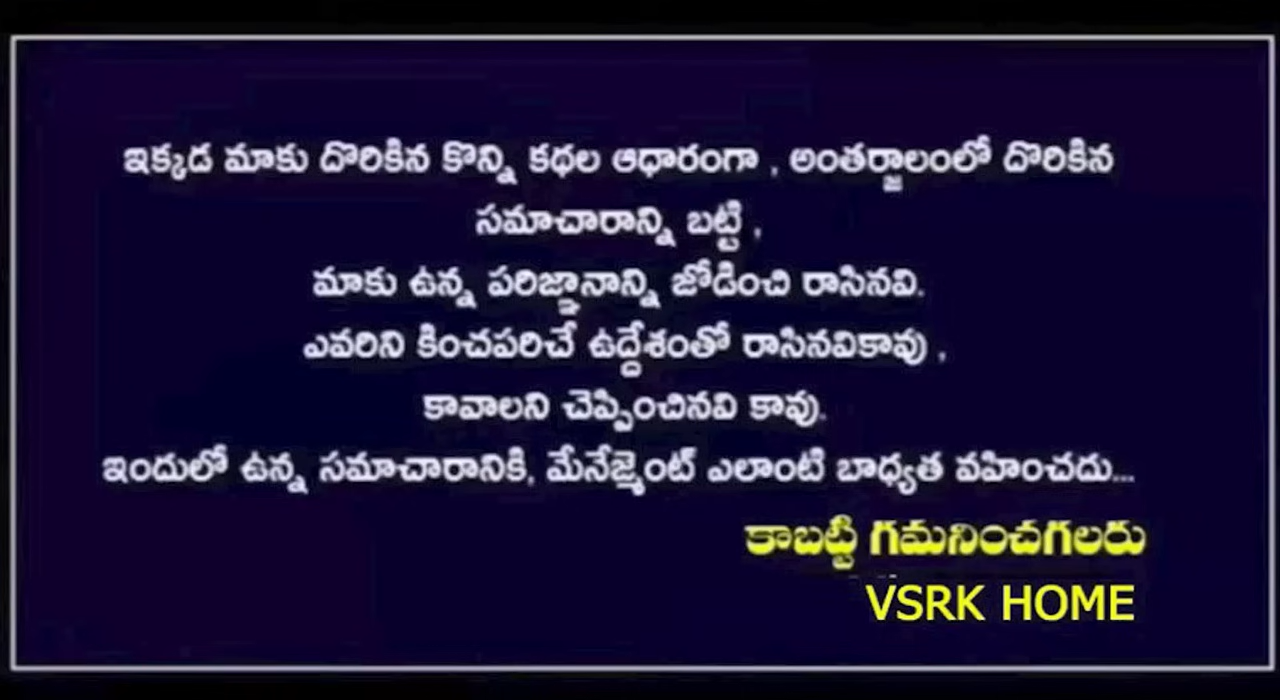 ఇక్కడ మాకు దొరికిన కొన్ని కథల ఆధారంగా , అంతర్జాలంలో దొరికిన
సమాచారాన్ని బట్టి ,
మాకు ఉన్న పరిజ్ఞానాన్ని జోడించి రాసినవి.
ఎవరిని కించపరిచే ఉద్దేశంతో రాసినవికావు ,
కావాలని చెప్పించినవి కావు.
ఇందులో ఉన్న సమాచారానికి, మేనేజ్మెంట్ ఎలాంటి బాధ్యత వహించదు...
కాబట్టి గమనించగలరు
VSRK HOME